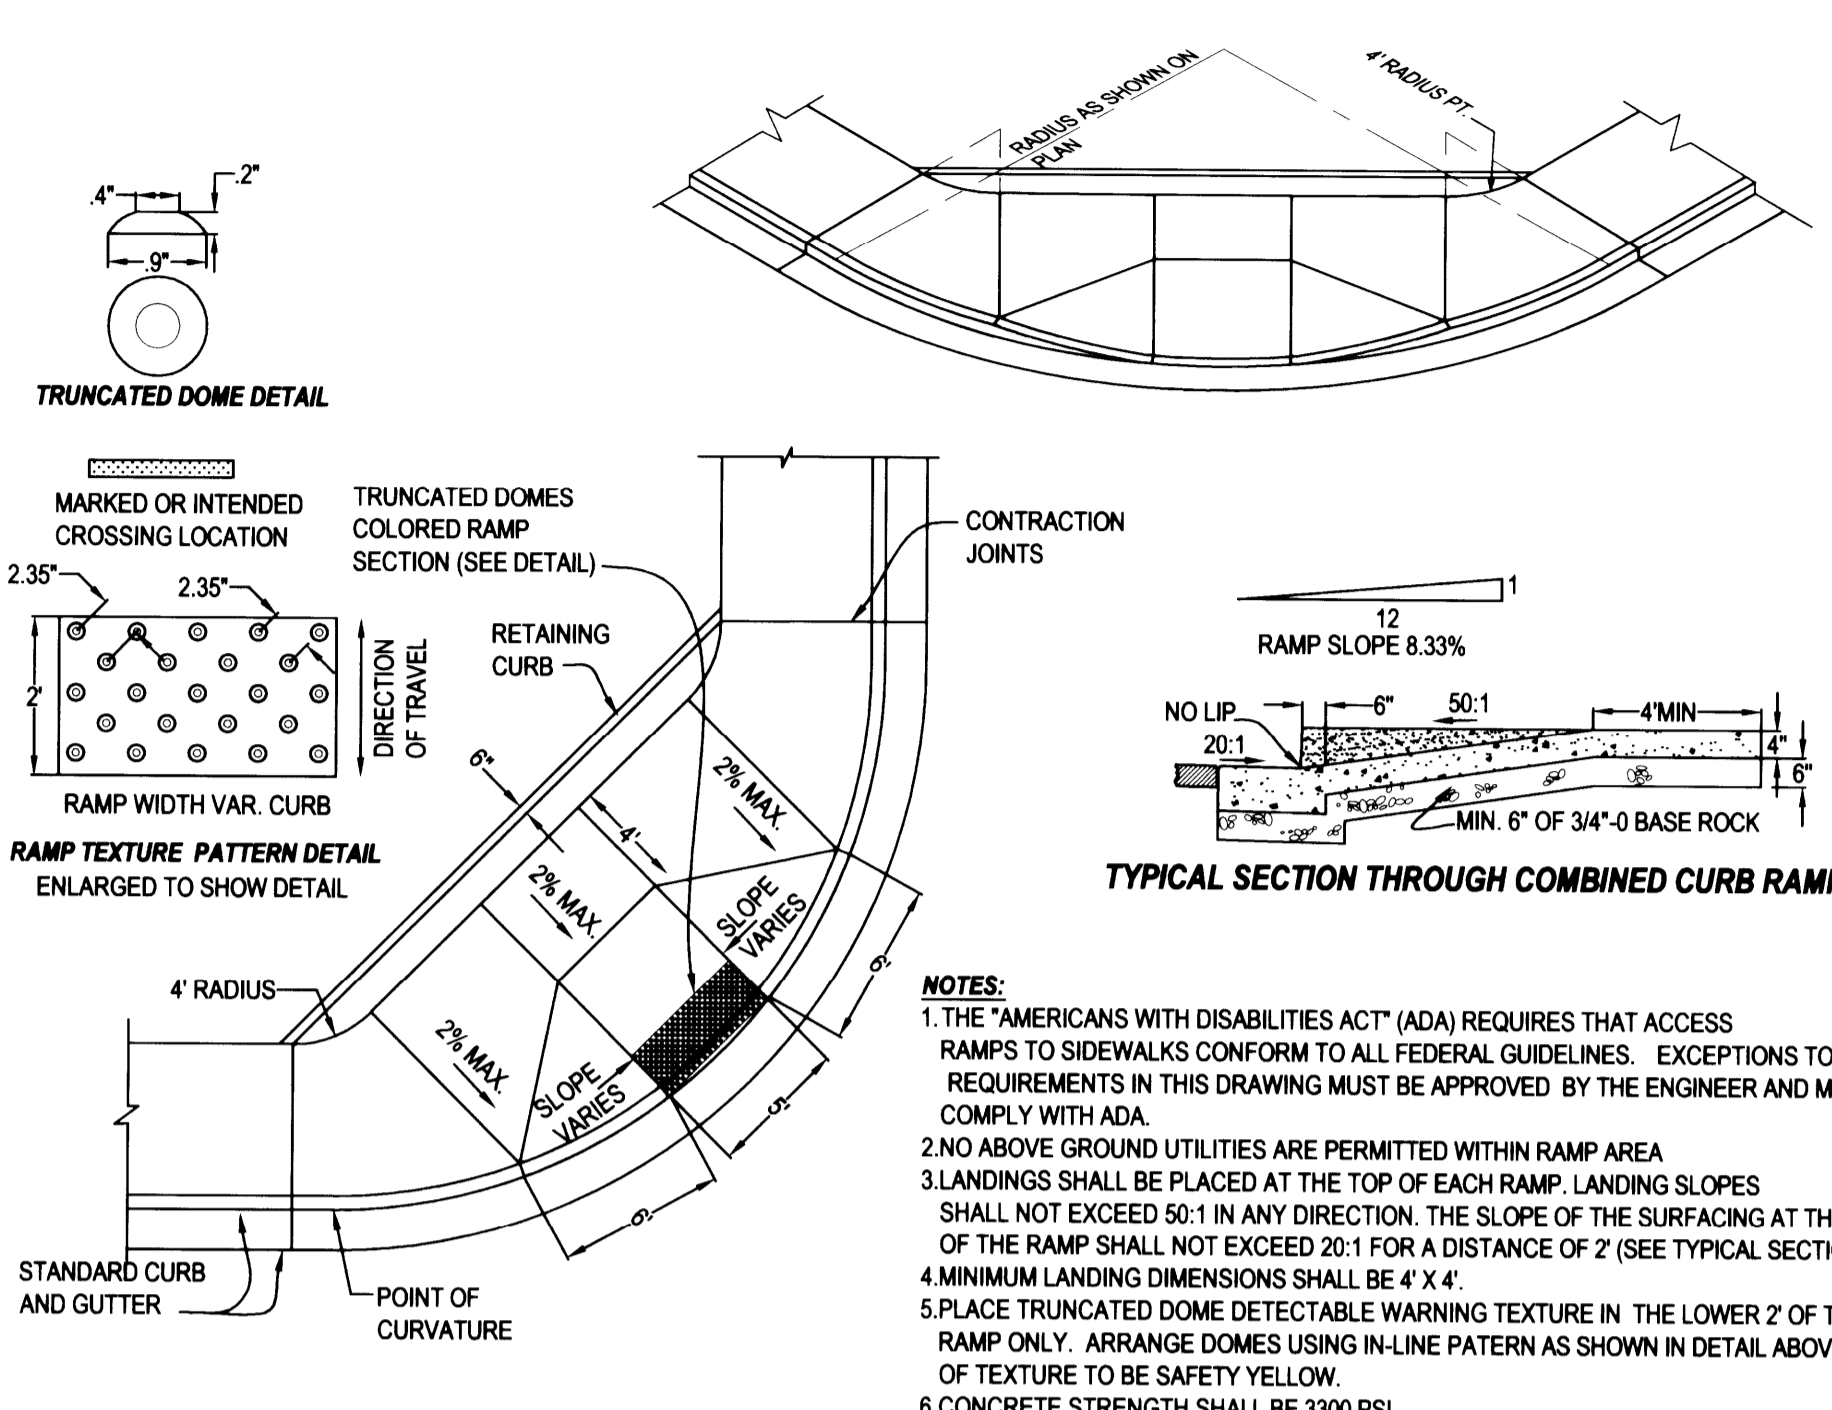 RADIUS AS SHOWN ON
PLAN
4' RADIUS PT.
.4"
.2"
.9"
TRUNCATED DOME DETAIL
MARKED OR INTENDED
CROSSING LOCATION
2.35"
2.35"
2'
DIRECTION
OF TRAVEL
RAMP WIDTH VAR. CURB
RAMP TEXTURE PATTERN DETAIL
ENLARGED TO SHOW DETAIL
TRUNCATED DOMES
COLORED RAMP
SECTION (SEE DETAIL)
RETAINING
CURB
CONTRACTION
JOINTS
6"
4'
2% MAX.
2% MAX.
2% MAX.
SLOPE
VARIES
SLOPE
VARIES
6'
5'
6'
4' RADIUS
STANDARD CURB
AND GUTTER
POINT OF
CURVATURE
1
12
RAMP SLOPE 8.33%
NO LIP
6"
50:1
4'MIN
20:1
4"
6"
MIN. 6" OF 3/4"-0 BASE ROCK
TYPICAL SECTION THROUGH COMBINED CURB
NOTES:
1. THE "AMERICANS WITH DISABILITIES ACT" (ADA) REQUIRES THAT ACCESS
RAMPS TO SIDEWALKS CONFORM TO ALL FEDERAL GUIDELINES. EXCEPTIONS TO
REQUIREMENTS IN THIS DRAWING MUST BE APPROVED BY THE ENGINEER AND
COMPLY WITH ADA.
2.NO ABOVE GROUND UTILITIES ARE PERMITTED WITHIN RAMP AREA
3.LANDINGS SHALL BE PLACED AT THE TOP OF EACH RAMP. LANDING SLOPES
SHALL NOT EXCEED 50:1 IN ANY DIRECTION. THE SLOPE OF THE SURFACING AT
OF THE RAMP SHALL NOT EXCEED 20:1 FOR A DISTANCE OF 2' (SEE TYPICAL
4.MINIMUM LANDING DIMENSIONS SHALL BE 4' X 4'.
5.PLACE TRUNCATED DOME DETECTABLE WARNING TEXTURE IN THE LOWER 2' OF
RAMP ONLY. ARRANGE DOMES USING IN-LINE PATERN AS SHOWN IN DETAIL
OF TEXTURE TO BE SAFETY YELLOW.
6.CONCRETE STRENGTH SHALL BE 3300 PSI